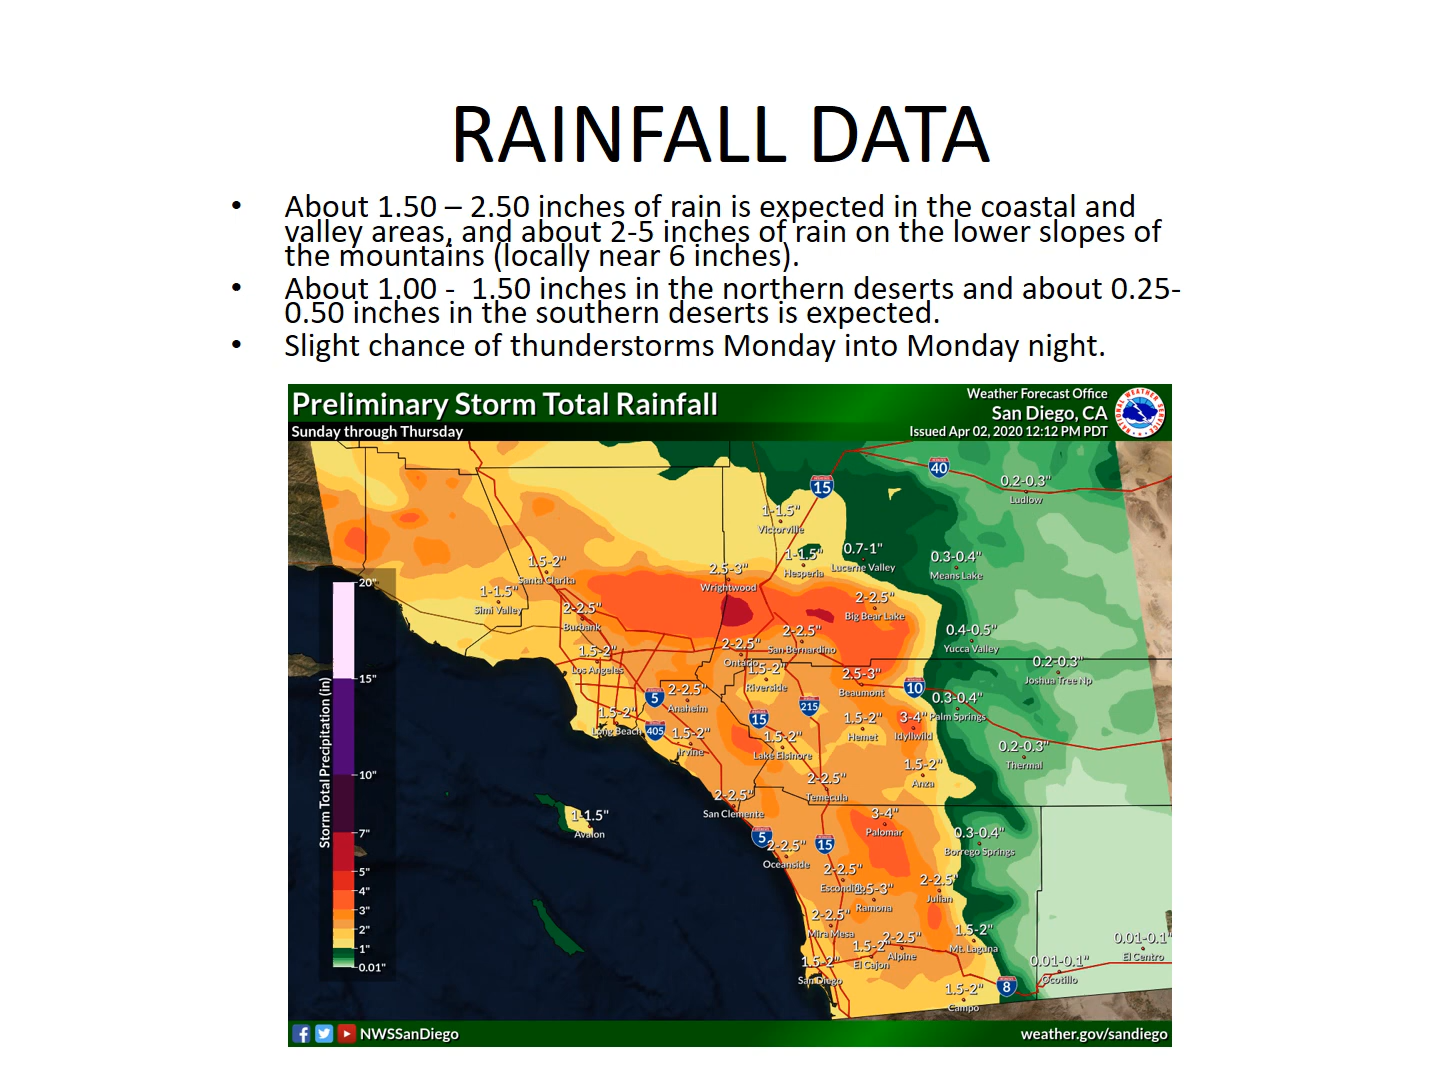 RAINFALL DATA
• About 1.50 – 2.50 inches of rain is expected in the coastal and
valley areas, and about 2-5 inches of rain on the lower slopes of
the mountains (locally near 6 inches).
• About 1.00 -  1.50 inches in the northern deserts and about 0.25-
0.50 inches in the southern deserts is expected.
• Slight chance of thunderstorms Monday into Monday night.
Preliminary Storm Total Rainfall
Sunday through Thursday
Weather Forecast Office
San Diego, CA
Issued Apr 02, 2020 12:12 PM PDT
NATIONAL WEATHER SERVICE
40
15
0.2-0.3"
Ludlow
1-1.5"
Victorville
1-1.5"
Hesperia
0.7-1"
Lucerne Valley
0.3-0.4"
Means Lake
1.5-2"
Santa Clarita
2.5-3"
Wrightwood
1-1.5"
Simi Valley
2-2.5"
Burbank
2-2.5"
Big Bear Lake
0.4-0.5"
Yucca Valley
2-2.5"
San Bernardino
2-2.5"
Ontario
1.5-2"
Los Angeles
1.5-2"
Riverside
0.2-0.3"
Joshua Tree Np
2.5-3"
Beaumont
10
5
2-2.5"
Anaheim
0.3-0.4"
Palm Springs
215
15
1.5-2"
Long Beach
405
1.5-2"
Irvine
1.5-2"
Hemet
3-4"
Idyllwild
1.5-2"
Lake Elsinore
0.2-0.3"
Thermal
1.5-2"
Anza
2-2.5"
Temecula
2-2.5"
San Clemente
1-1.5"
Avalon
3-4"
Palomar
0.3-0.4"
Borrego Springs
5
15
2-2.5"
Oceanside
2-2.5"
Escondido
2.5-3"
Ramona
2-2.5"
Julian
2-2.5"
Mira Mesa
1.5-2"
El Cajon
2-2.5"
Alpine
1.5-2"
Mt. Laguna
0.01-0.1"
El Centro
1.5-2"
San Diego
0.01-0.1"
Ocotillo
8
1.5-2"
Campo
Storm Total Precipitation (in)
20"
15"
10"
7"
5"
4"
3"
2"
1"
0.01"
NWSSanDiego
weather.gov/sandiego